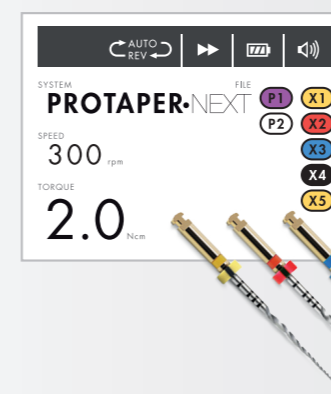 AUTO
REV
SYSTEM
FILE
PROTAPER•NEXT
P1 X1
P2 X2
X3
SPEED
300 rpm
X4
TORQUE
X5
2.0 Ncm